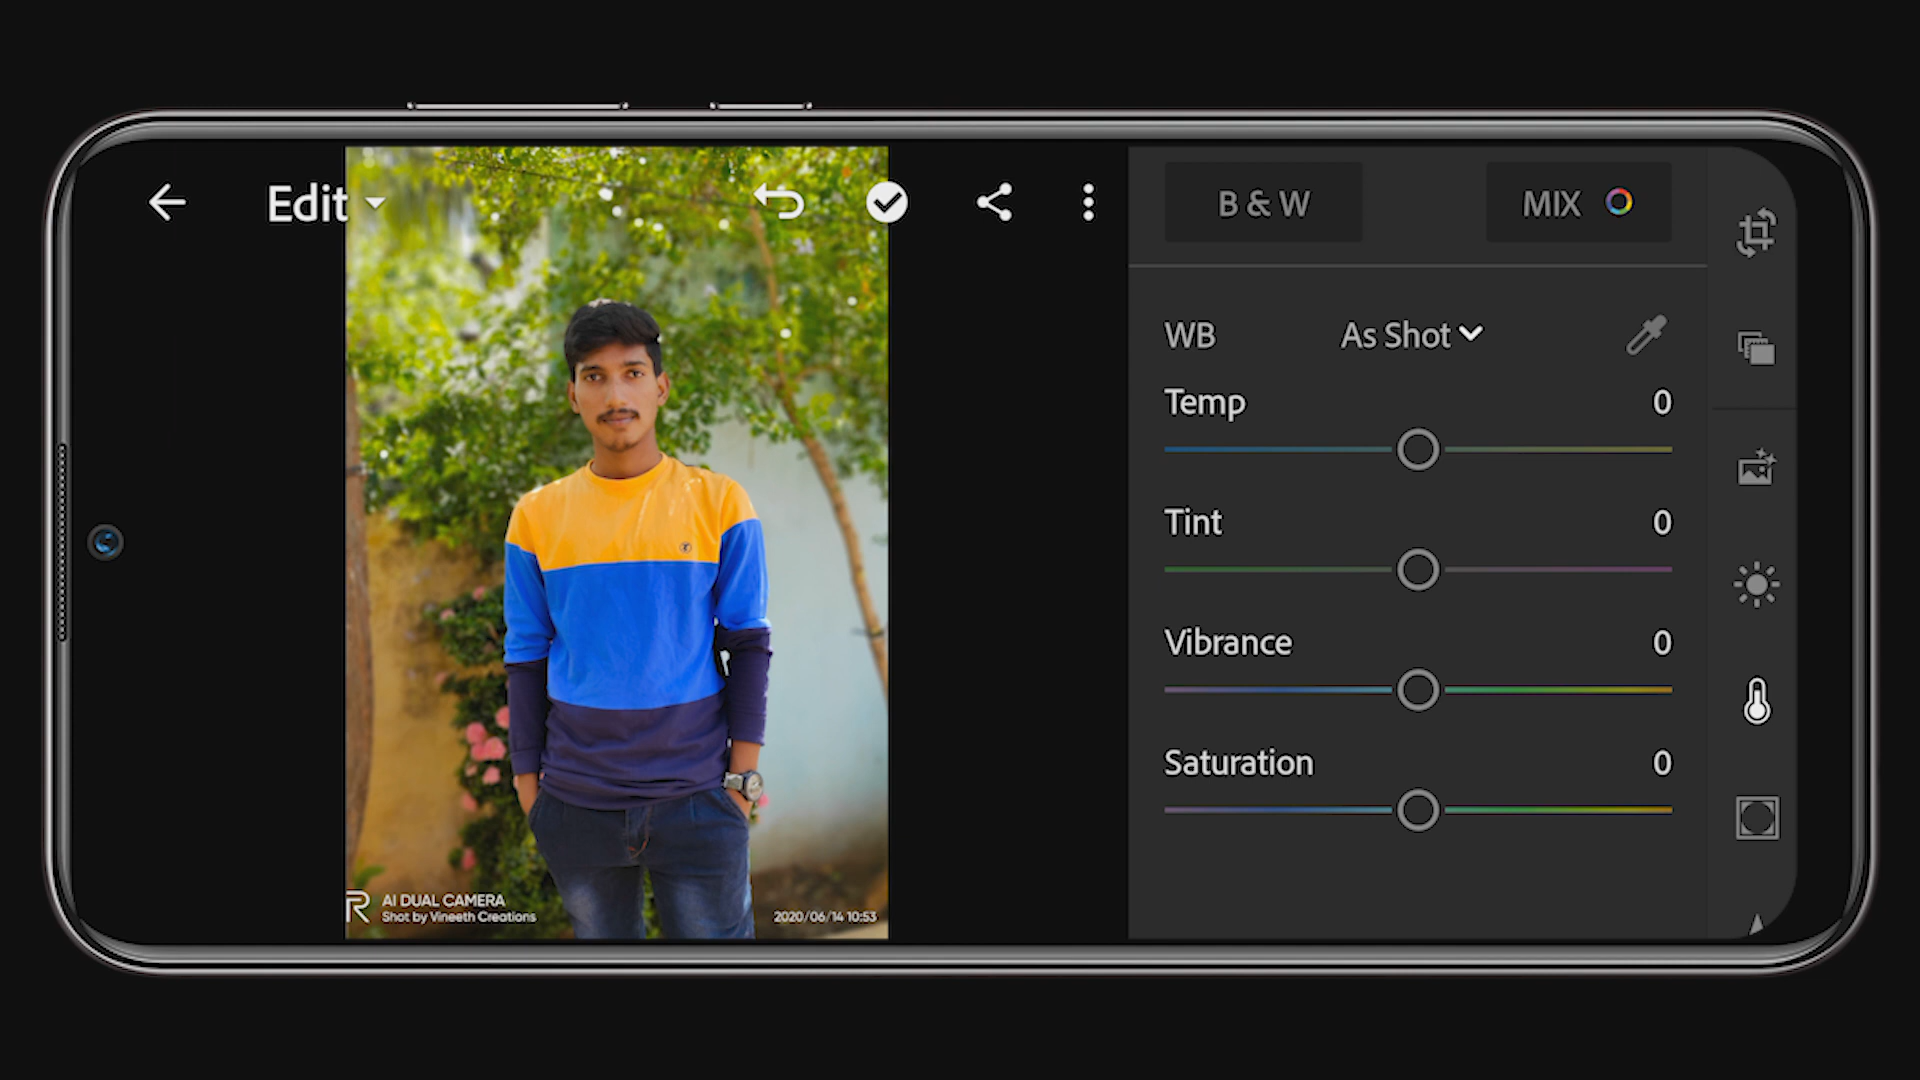 Edit
B & W
MIX
WB
As Shot
Temp
0
Tint
0
Vibrance
0
Saturation
0
AI DUAL CAMERA
Shot by Vineeth Creations
2020/06/14 10:53